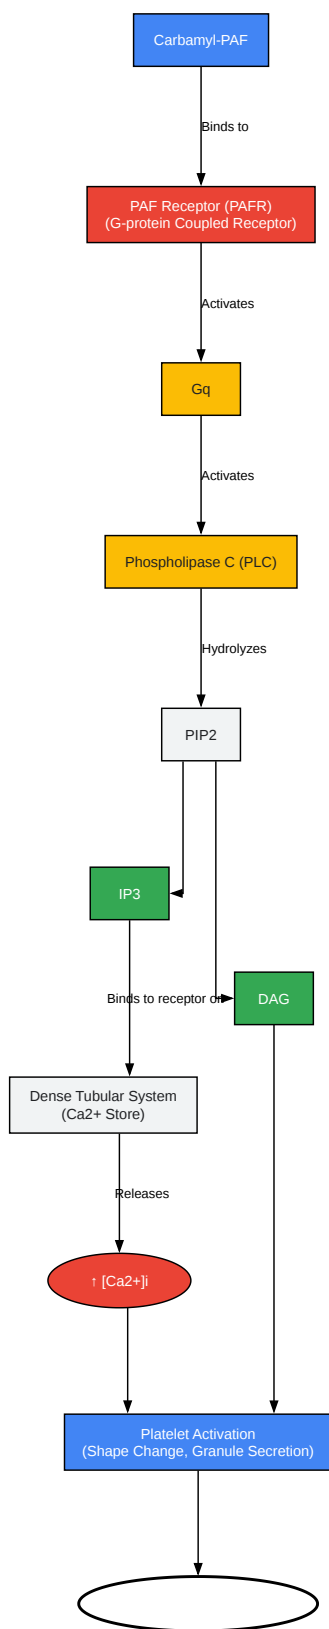 Carbamyl-PAF
Binds to
PAF Receptor (PAFR)
(G-protein Coupled Receptor)
Activates
Gq
Activates
Phospholipase C (PLC)
Hydrolyzes
PIP2
IP3
Binds to receptor on
DAG
Dense Tubular System
(Ca2+ Store)
Releases
↑ [Ca2+]i
Platelet Activation
(Shape Change, Granule Secretion)